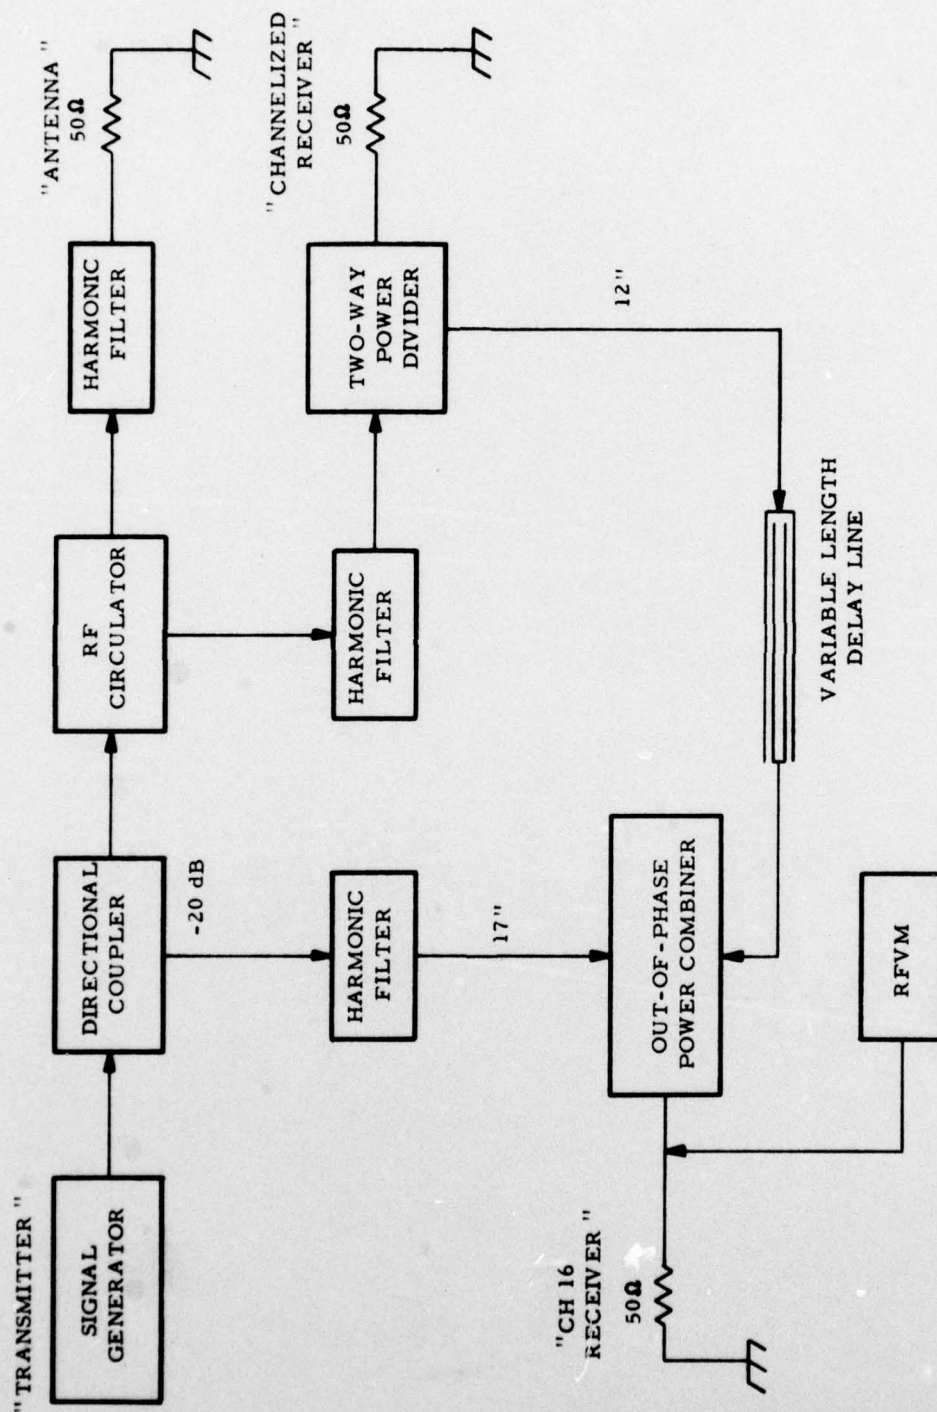 "TRANSMITTER"
SIGNAL
GENERATOR
DIRECTIONAL
COUPLER
-20 dB
RF
CIRCULATOR
HARMONIC
FILTER
"ANTENNA"
50Ω
HARMONIC
FILTER
17"
HARMONIC
FILTER
TWO-WAY
POWER
DIVIDER
"CHANNELIZED
RECEIVER"
50Ω
12"
"CH 16
RECEIVER"
50Ω
OUT-OF-PHASE
POWER COMBINER
VARIABLE LENGTH
DELAY LINE
RFVM